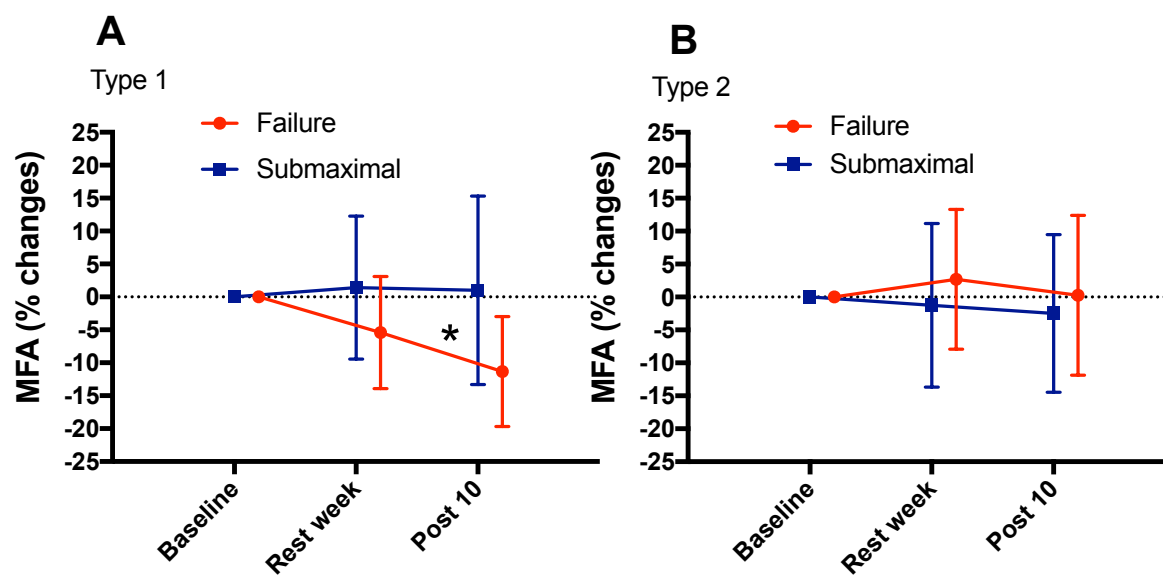 A
Type 1
Failure
Submaximal
MFA (% changes)
25
20
15
10
5
0
-5
-10
-15
-20
-25
*
Baseline
Rest week
Post 10
B
Type 2
Failure
Submaximal
MFA (% changes)
25
20
15
10
5
0
-5
-10
-15
-20
-25
Baseline
Rest week
Post 10